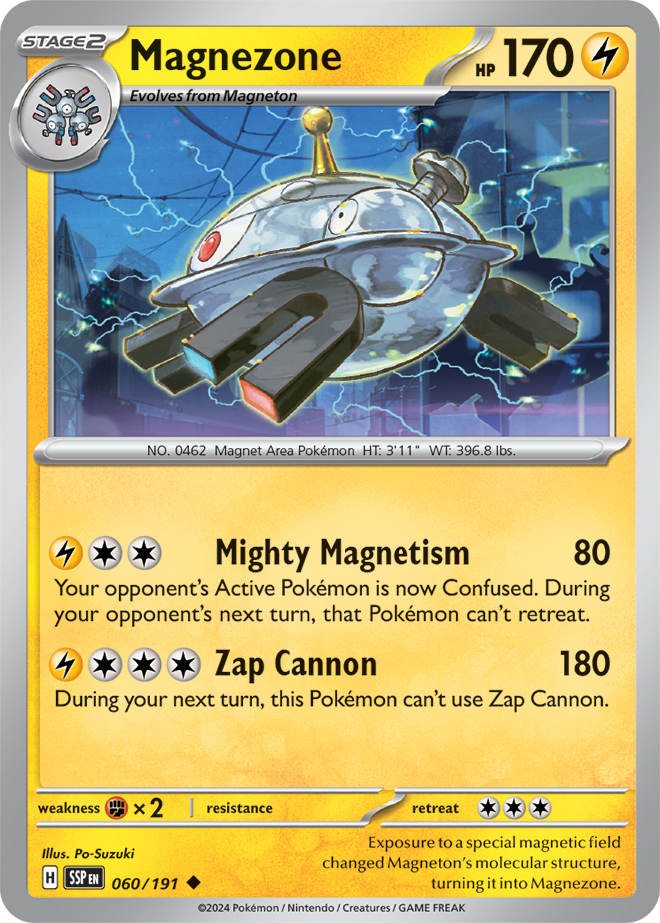 STAGE2 Magnezone HP 170
Evolves from Magneton
NO. 0462 Magnet Area Pokémon HT: 3'11" WT: 396.8 lbs.
Mighty Magnetism 80
Your opponent's Active Pokémon is now Confused. During
your opponent's next turn, that Pokémon can't retreat.
Zap Cannon 180
During your next turn, this Pokémon can't use Zap Cannon.
weakness ×2 resistance retreat
Illus. Po-Suzuki
Exposure to a special magnetic field
changed Magneton's molecular structure,
turning it into Magnezone.
H SSP EN 060/191
©2024 Pokémon / Nintendo / Creatures / GAME FREAK